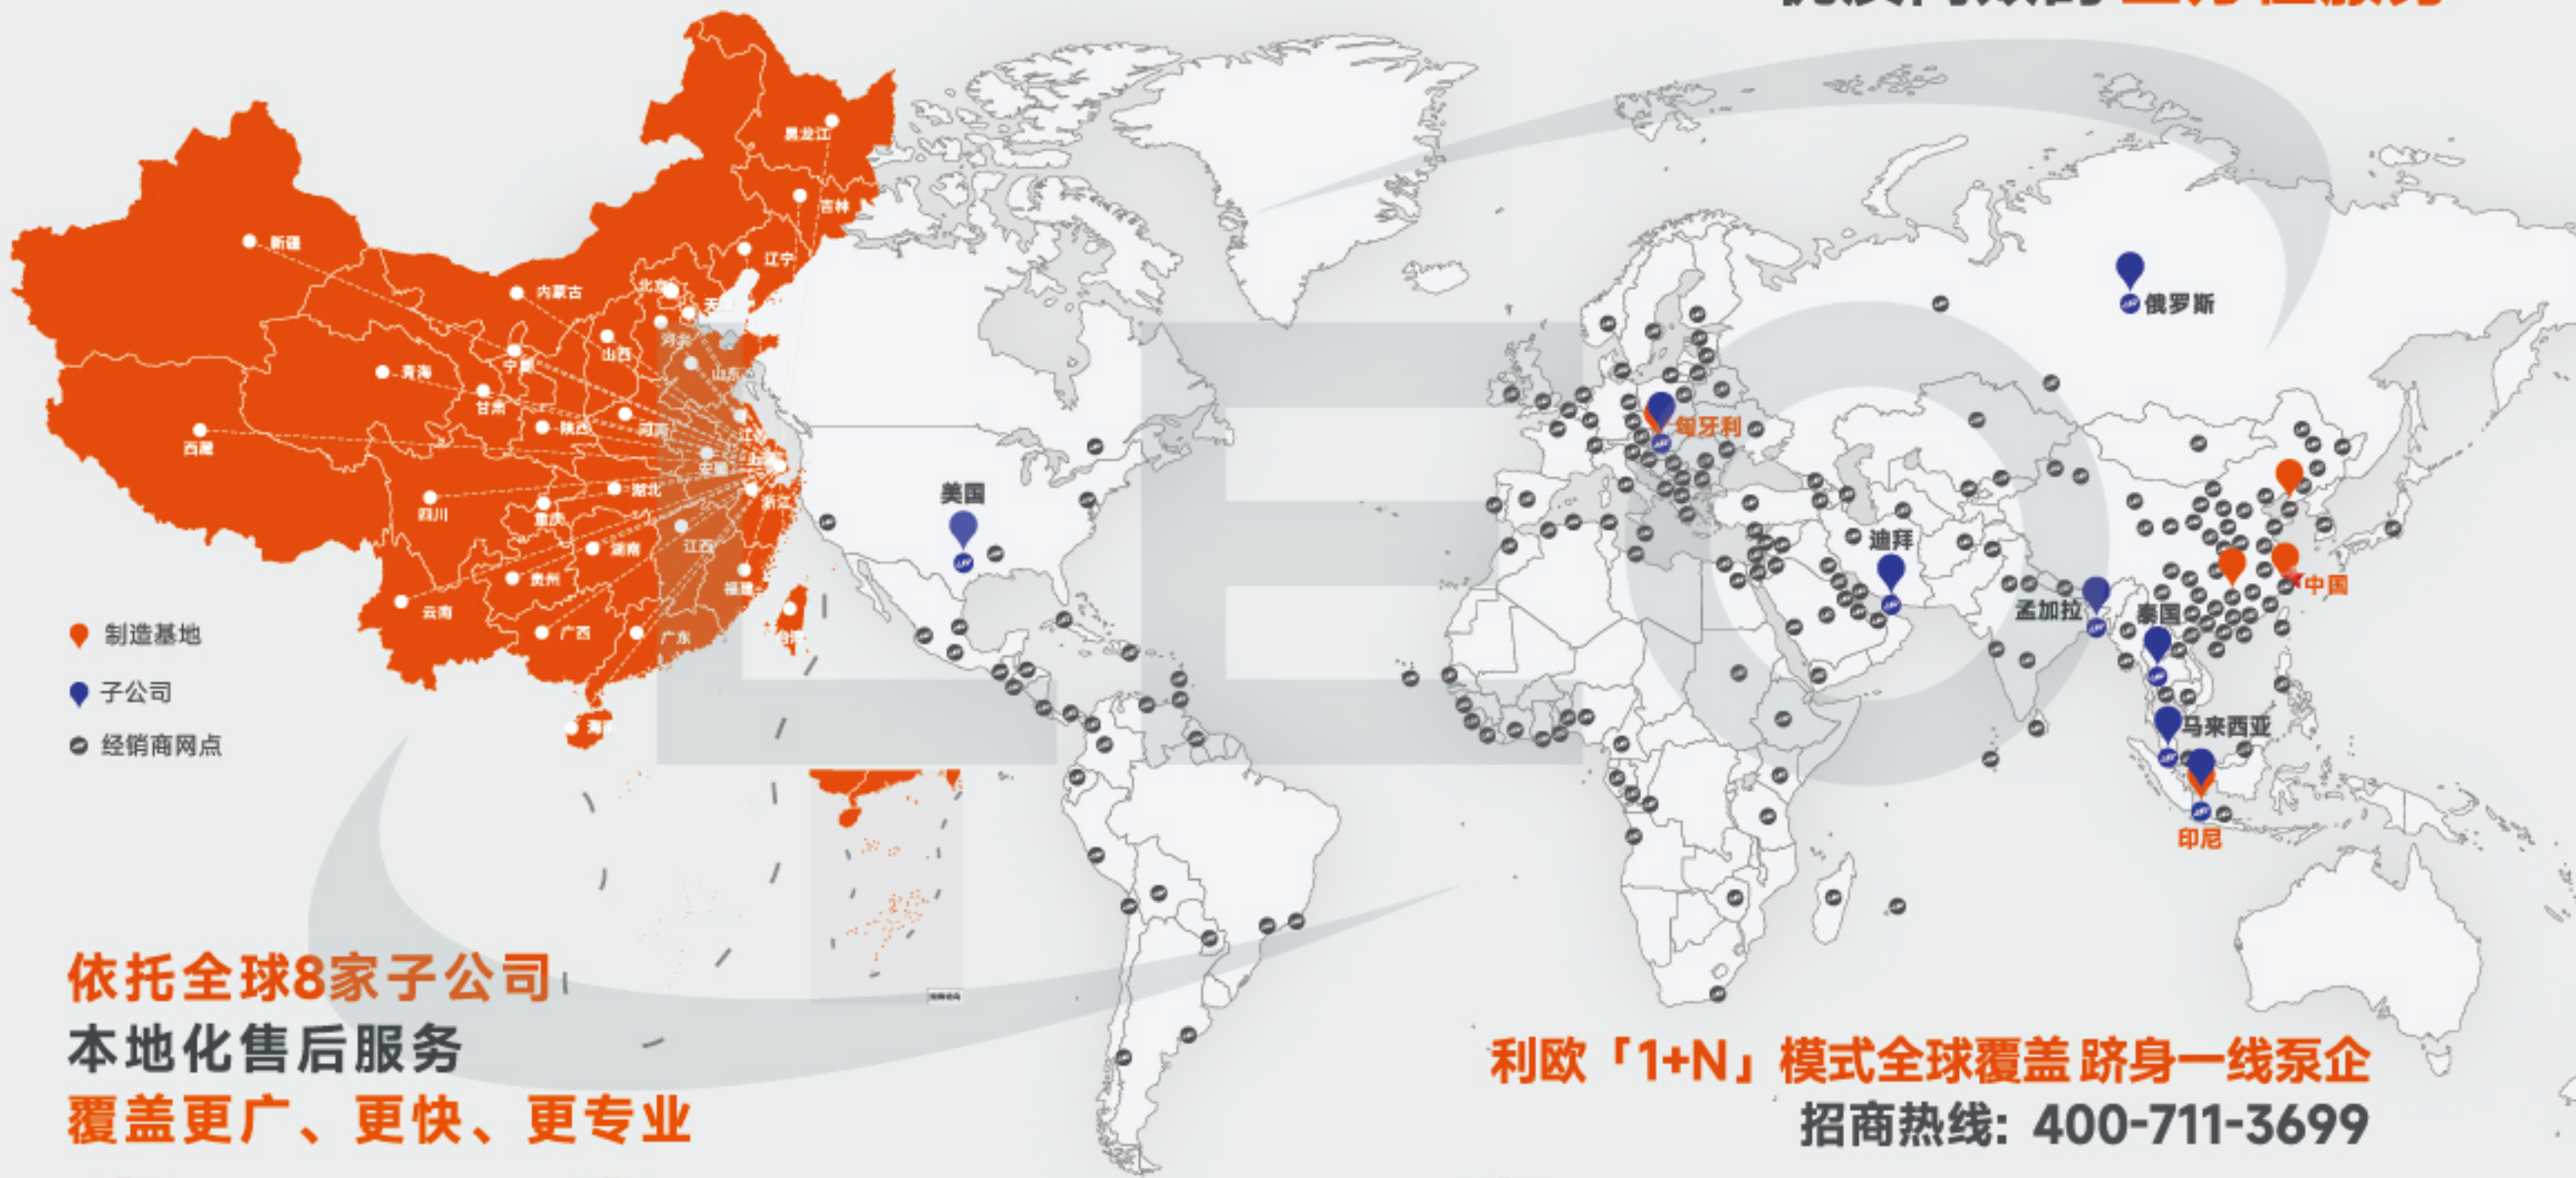 黑龙江
吉林
辽宁
新疆
内蒙古
北京
天津
河北
山西
山东
宁夏
青海
甘肃
陕西
河南
西藏
安徽
湖北
四川
重庆
浙江
江西
湖南
贵州
福建
云南
广西
广东
台湾
海南
俄罗斯
匈牙利
美国
迪拜
中国
孟加拉
泰国
马来西亚
印尼
制造基地
子公司
经销商网点
LEO
依托全球8家子公司
本地化售后服务
覆盖更广、更快、更专业
利欧「1+N」模式全球覆盖 跻身一线泵企
招商热线: 400-711-3699